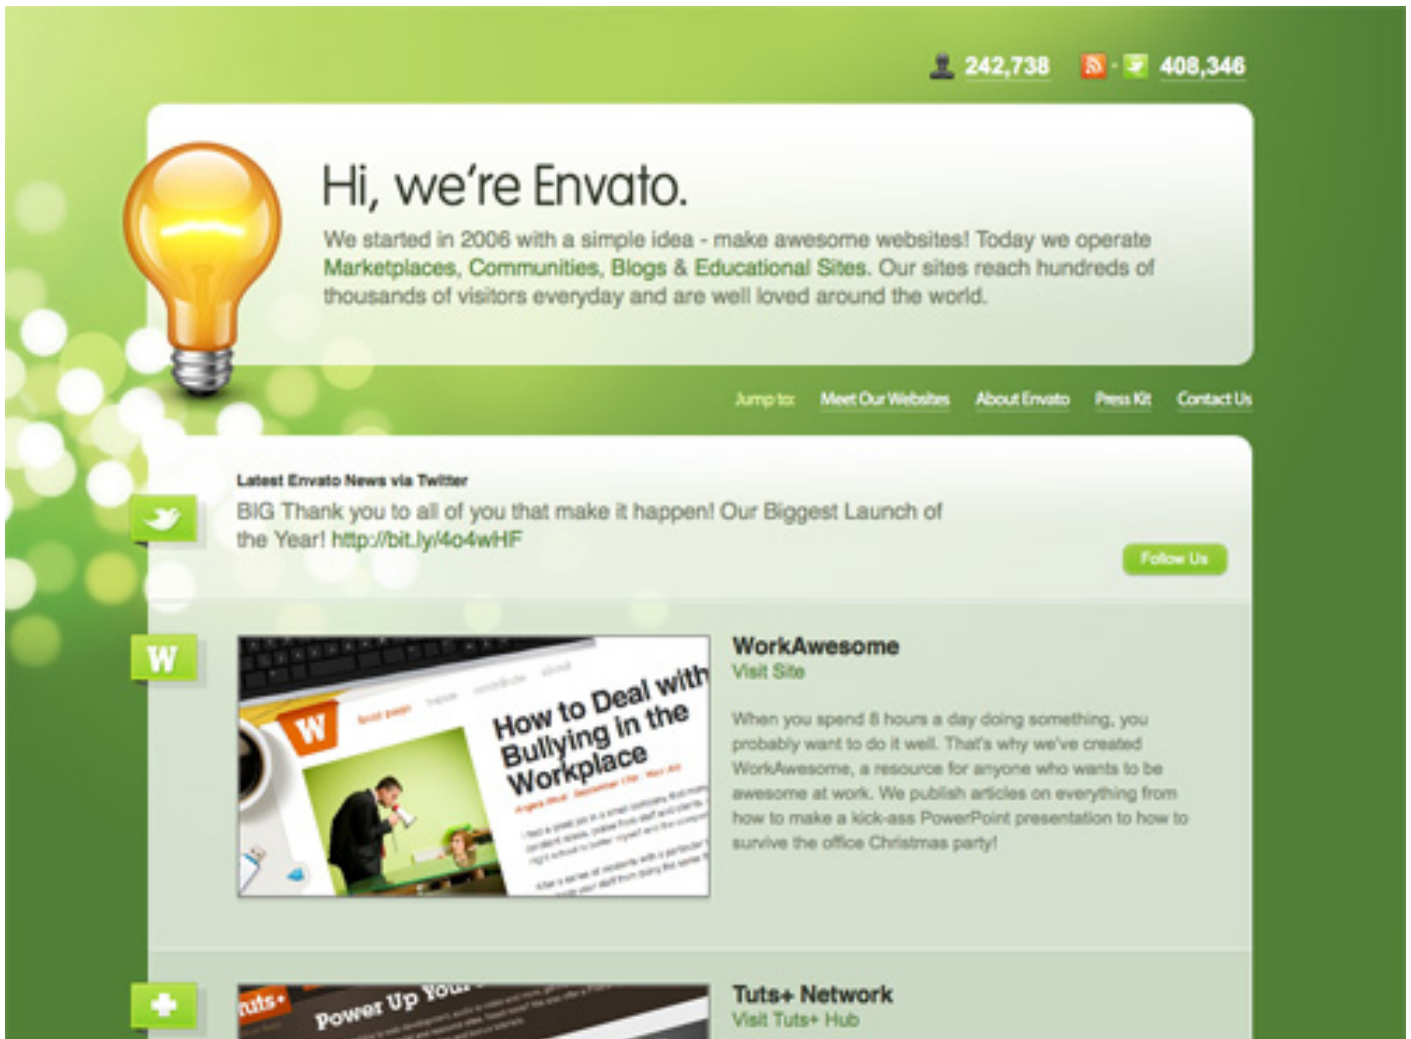 242,738 408,346
Hi, we're Envato.
We started in 2006 with a simple idea - make awesome websites! Today we operate
Marketplaces, Communities, Blogs & Educational Sites. Our sites reach hundreds of
thousands of visitors everyday and are well loved around the world.
Jump to: Meet Our Websites About Envato Press Kit Contact Us
Latest Envato News via Twitter
BIG Thank you to all of you that make it happen! Our Biggest Launch of
the Year! http://bit.ly/4o4wHF
Follow Us
W
W
front page
How to Deal with
Bullying in the
Workplace
WorkAwesome
Visit Site
When you spend 8 hours a day doing something, you
probably want to do it well. That's why we've created
WorkAwesome, a resource for anyone who wants to be
awesome at work. We publish articles on everything from
how to make a kick-ass PowerPoint presentation to how to
survive the office Christmas party!
tuts+
Power Up Your
Tuts+ Network
Visit Tuts+ Hub